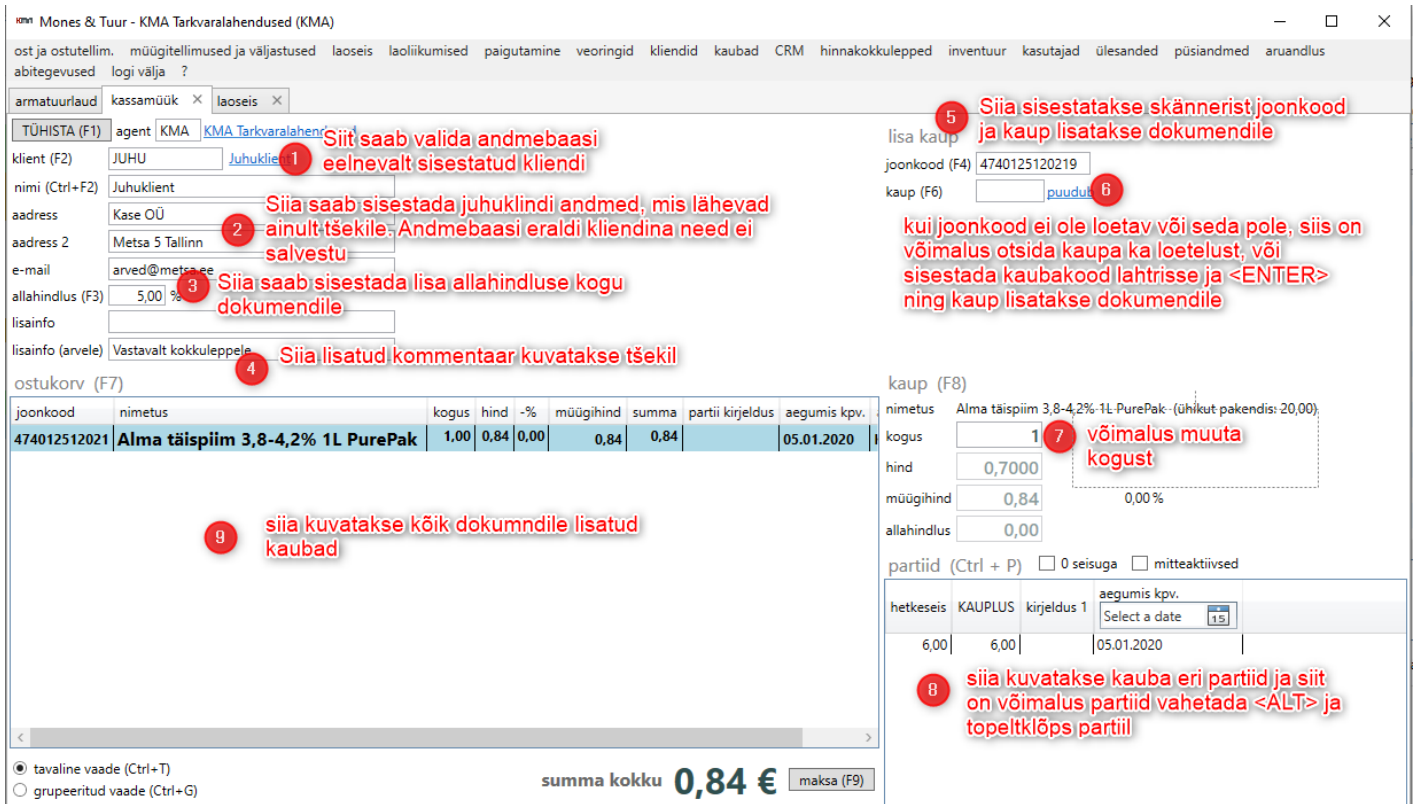 kmn Mones & Tuur - KMA Tarkvaralahendused (KMA)
ost ja ostutellim. müügitellimused ja väljastused laoseis laoliikumised paigutamine veoringid kliendid kaubad CRM hinnakokkulepped inventuur kasutajad ülesanded püsiandmed aruandlus
abitegevused logi välja ?
armatuurlaud kassamüük laoseis
TÜHISTA (F1) agent KMA KMA Tarkvaralahend
klient (F2) JUHU Juhuklient
nimi (Ctrl+F2) Juhuklient
aadress Kase OÜ
aadress 2 Metsa 5 Tallinn
e-mail arved@metsa.ee
allahindlus (F3) 5,00 %
lisainfo
lisainfo (arvele) Vastavalt kokkuleppele
1 Siit saab valida andmebaasi
eelnevalt sisestatud kliendi
2 Siia saab sisestada juhuklindi andmed, mis lähevad
ainult tšekile. Andmebaasi eraldi kliendina need ei
salvestu
3 Siia saab sisestada lisa allahindluse kogu
dokumendile
4 Siia lisatud kommentaar kuvatakse tšekil
lisa kaup
5 Siia sisestatakse skännerist joonkood
ja kaup lisatakse dokumendile
joonkood (F4) 4740125120219
kaup (F6) puudub 6
kui joonkood ei ole loetav või seda pole, siis on
võimalus otsida kaupa ka loetelust, või
sisestada kaubakood lahtrisse ja <ENTER>
ning kaup lisatakse dokumendile
ostukorv (F7)
joonkood nimetus kogus hind -% müügihind summa partii kirjeldus aegumis kpv.
474012512021 Alma täispiim 3,8-4,2% 1L PurePak 1,00 0,84 0,00 0,84 0,84 05.01.2020
9 siia kuvatakse kõik dokumndile lisatud
kaubad
kaup (F8)
nimetus Alma täispiim 3,8-4,2% 1L PurePak (ühikut pakendis: 20,00)
kogus 1
7 võimalus muuta
kogust
hind 0,7000
müügihind 0,84 0,00 %
allahindlus 0,00
partiid (Ctrl + P) 0 seisuga mitteaktiivsed
hetkeseis KAUPLUS kirjeldus 1 aegumis kpv.
Select a date 15
6,00 6,00 05.01.2020
8 siia kuvatakse kauba eri partiid ja siit
on võimalus partiid vahetada <ALT> ja
topeltklõps partiil
tavaline vaade (Ctrl+T)
grupeeritud vaade (Ctrl+G)
summa kokku 0,84 € maksa (F9)